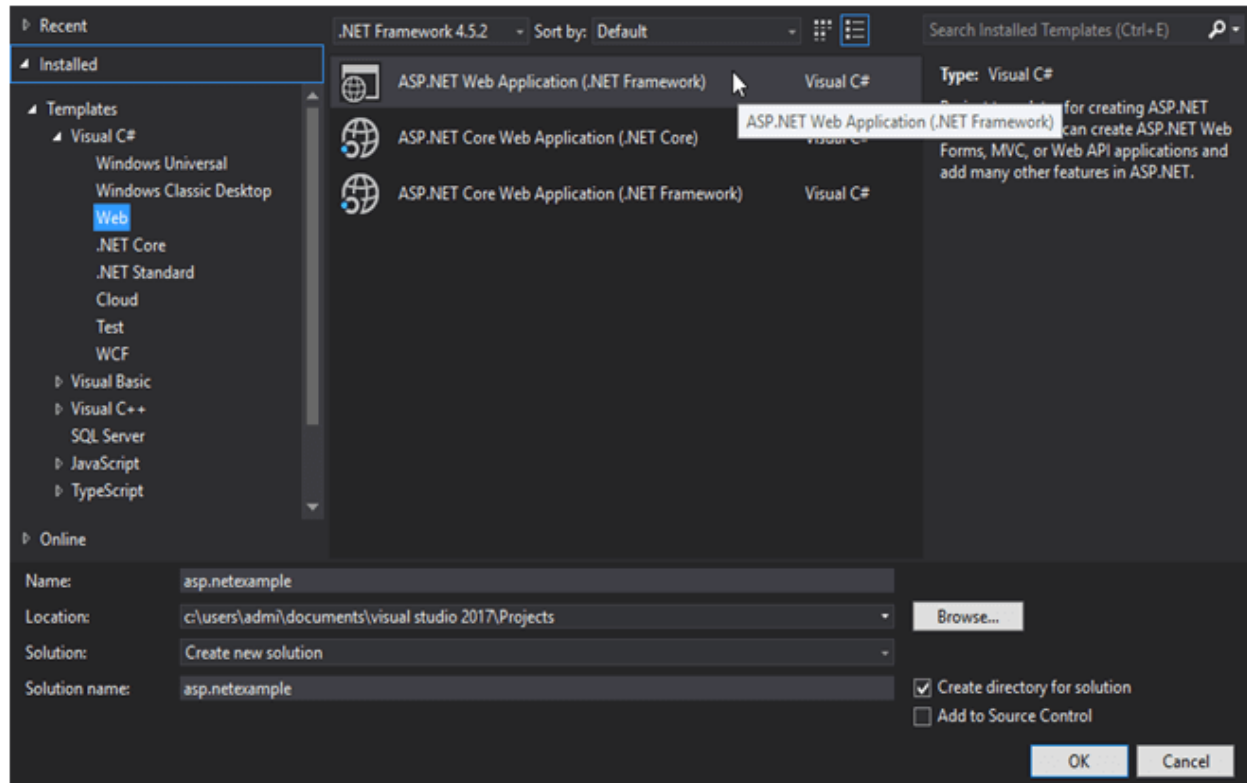 Recent
.NET Framework 4.5.2 Sort by: Default
Search Installed Templates (Ctrl+E)
Installed
Templates
Visual C#
Windows Universal
Windows Classic Desktop
Web
.NET Core
.NET Standard
Cloud
Test
WCF
Visual Basic
Visual C++
SQL Server
JavaScript
TypeScript
Online
ASP.NET Web Application (.NET Framework) Visual C#
ASP.NET Core Web Application (.NET Core)
ASP.NET Core Web Application (.NET Framework) Visual C#
ASP.NET Web Application (.NET Framework)
Type: Visual C#
for creating ASP.NET
can create ASP.NET Web
Forms, MVC, or Web API applications and
add many other features in ASP.NET.
Name: asp.netexample
Location: c:\users\admi\documents\visual studio 2017\Projects
Browse...
Solution: Create new solution
Solution name: asp.netexample
Create directory for solution
Add to Source Control
OK Cancel